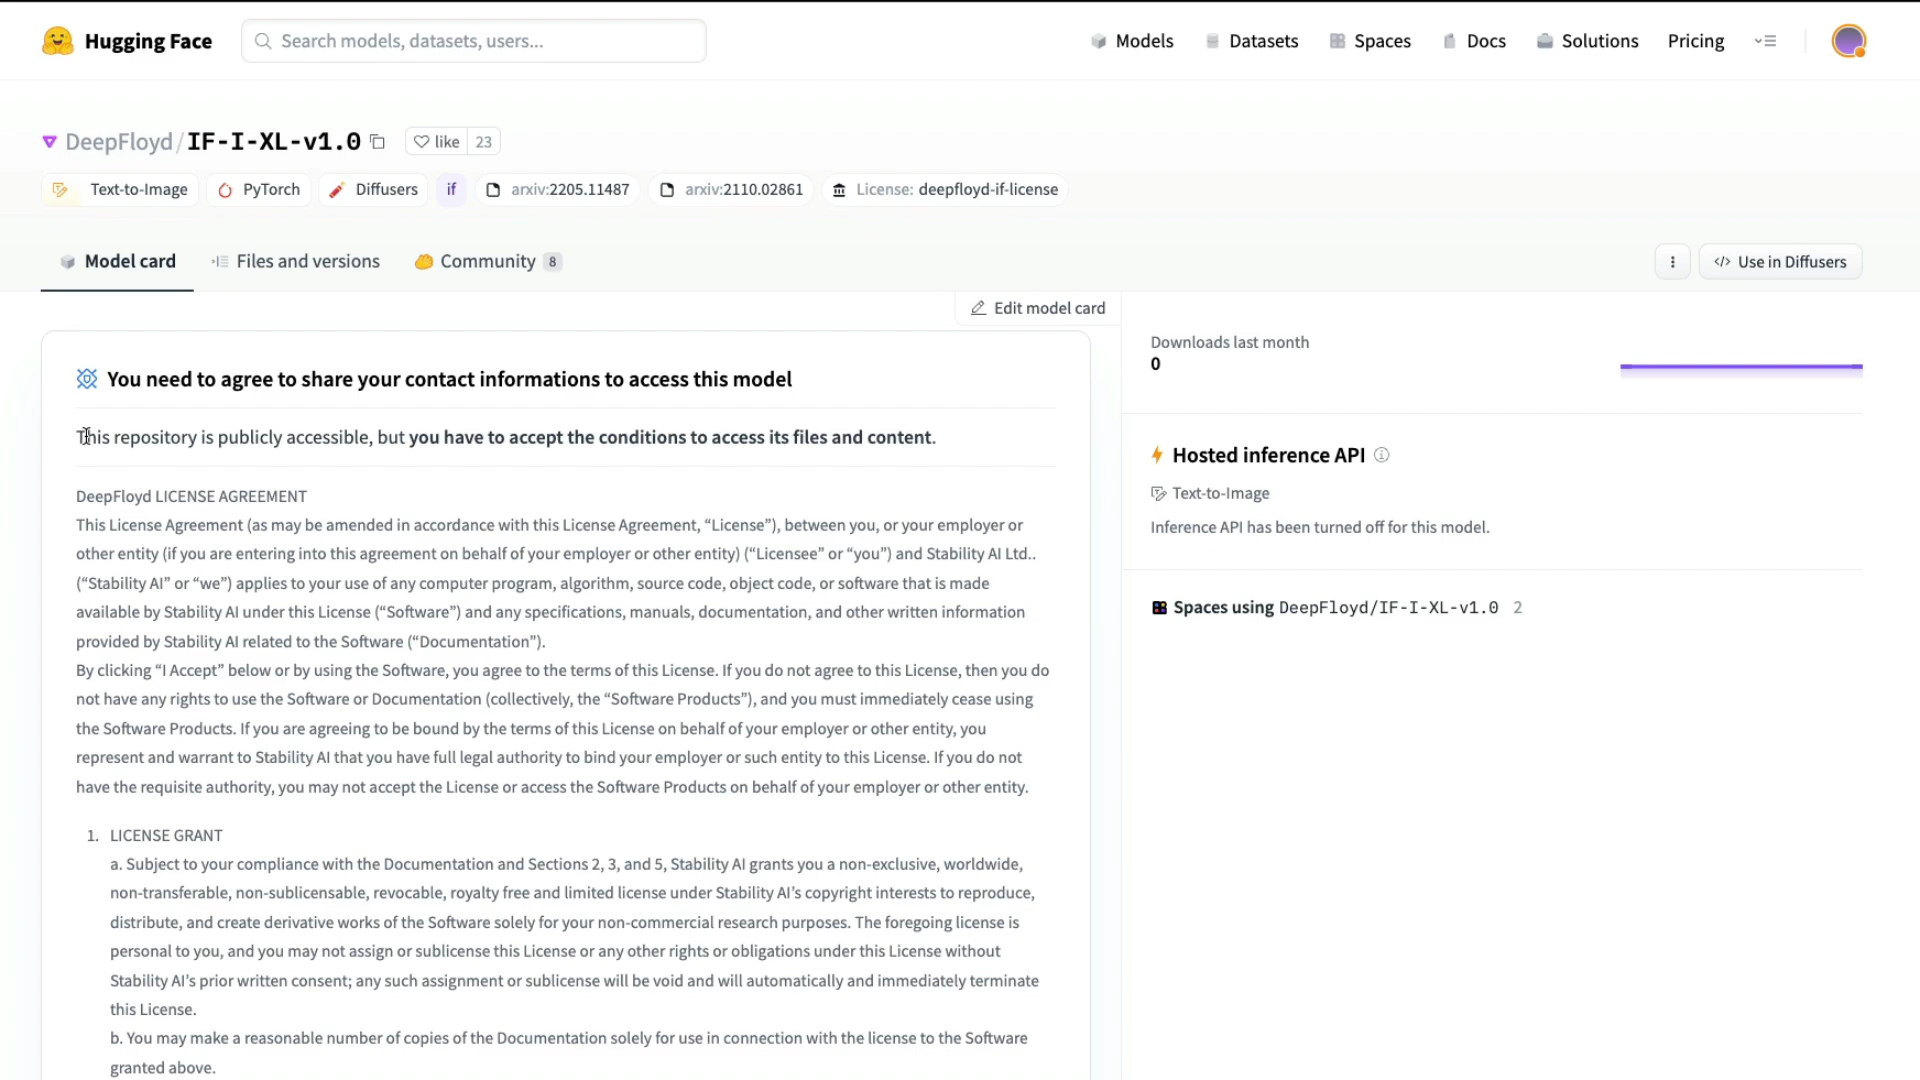 Hugging Face
Search models, datasets, users...
Models
Datasets
Spaces
Docs
Solutions
Pricing
DeepFloyd/IF-I-XL-v1.0
like 23
Text-to-Image
PyTorch
Diffusers
if
arxiv:2205.11487
arxiv:2110.02861
License: deepfloyd-if-license
Model card
Files and versions
Community 8
Use in Diffusers
Edit model card
You need to agree to share your contact informations to access this model
This repository is publicly accessible, but you have to accept the conditions to access its files and content.
DeepFloyd LICENSE AGREEMENT
This License Agreement (as may be amended in accordance with this License Agreement, “License”), between you, or your employer or
other entity (if you are entering into this agreement on behalf of your employer or other entity) (“Licensee” or “you”) and Stability AI Ltd..
(“Stability AI” or “we”) applies to your use of any computer program, algorithm, source code, object code, or software that is made
available by Stability AI under this License (“Software”) and any specifications, manuals, documentation, and other written information
provided by Stability AI related to the Software (“Documentation”).
By clicking “I Accept” below or by using the Software, you agree to the terms of this License. If you do not agree to this License, then you do
not have any rights to use the Software or Documentation (collectively, the “Software Products”), and you must immediately cease using
the Software Products. If you are agreeing to be bound by the terms of this License on behalf of your employer or other entity, you
represent and warrant to Stability AI that you have full legal authority to bind your employer or such entity to this License. If you do not
have the requisite authority, you may not accept the License or access the Software Products on behalf of your employer or other entity.
1. LICENSE GRANT
a. Subject to your compliance with the Documentation and Sections 2, 3, and 5, Stability AI grants you a non-exclusive, worldwide,
non-transferable, non-sublicensable, revocable, royalty free and limited license under Stability AI’s copyright interests to reproduce,
distribute, and create derivative works of the Software solely for your non-commercial research purposes. The foregoing license is
personal to you, and you may not assign or sublicense this License or any other rights or obligations under this License without
Stability AI’s prior written consent; any such assignment or sublicense will be void and will automatically and immediately terminate
this License.
b. You may make a reasonable number of copies of the Documentation solely for use in connection with the license to the Software
granted above.
Downloads last month
0
Hosted inference API
Text-to-Image
Inference API has been turned off for this model.
Spaces using DeepFloyd/IF-I-XL-v1.0 2